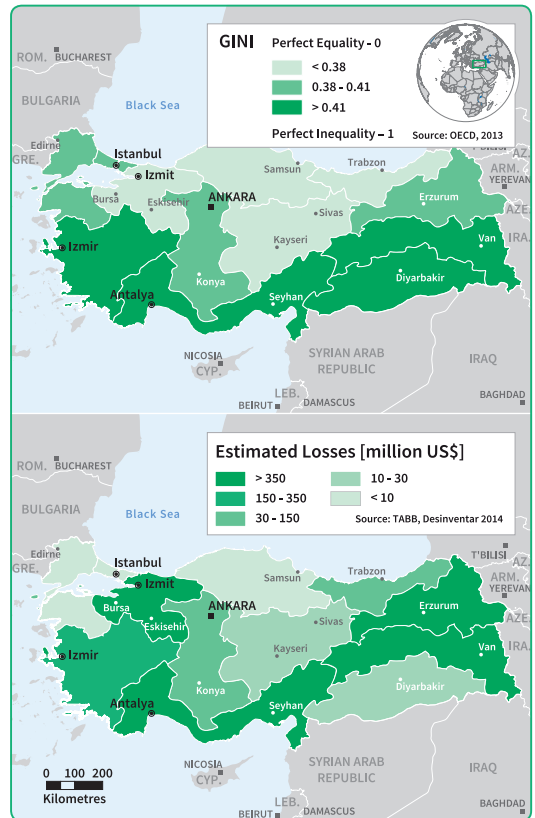 GINI
Perfect Equality - 0
< 0.38
0.38 - 0.41
> 0.41
Perfect Inequality – 1
Source: OECD, 2013
ROM.
BUCHAREST
BULGARIA
Black Sea
Edirne
GRE.
Istanbul
Izmit
Bursa
Eskisehir
ANKARA
Samsun
Trabzon
T'BILISI
AZ.
ARM.
YEREVAN
AZE.
IRA.
Sivas
Erzurum
Kayseri
Van
Izmir
Konya
Diyarbakir
Antalya
Seyhan
NICOSIA
CYP.
SYRIAN ARAB
REPUBLIC
IRAQ
LEB.
BEIRUT
DAMASCUS
BAGHDAD
Estimated Losses [million US$]
> 350
150 - 350
30 - 150
10 - 30
< 10
Source: TABB, Desinventar 2014
ROM.
BUCHAREST
BULGARIA
Black Sea
Edirne
GRE.
Istanbul
Izmit
Bursa
Eskisehir
ANKARA
Samsun
Trabzon
T'BILISI
AZ.
ARM.
YEREVAN
AZE.
IRA.
Sivas
Erzurum
Kayseri
Van
Izmir
Konya
Diyarbakir
Antalya
Seyhan
0 100 200
Kilometres
NICOSIA
CYP.
SYRIAN ARAB
REPUBLIC
IRAQ
LEB.
BEIRUT
DAMASCUS
BAGHDAD